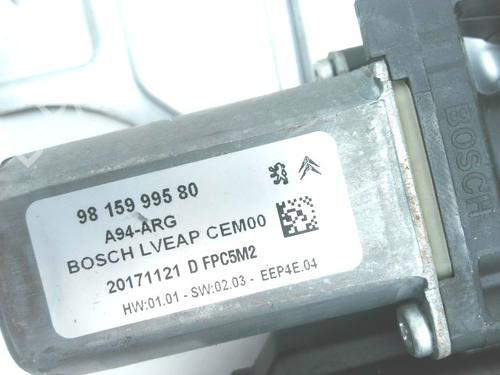 98 159 995 80
A94-ARG
BOSCH LVEAP CEM00
20171121 D FPC5M2
HW:01.01 - SW:02.03 - EEP4E.04
BOSCH